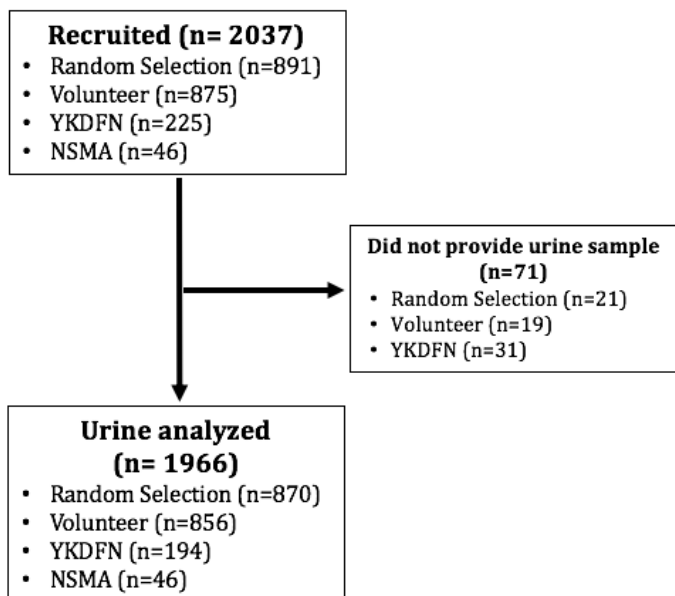 Recruited (n= 2037)
• Random Selection (n=891)
• Volunteer (n=875)
• YKDFN (n=225)
• NSMA (n=46)
Did not provide urine sample
(n=71)
• Random Selection (n=21)
• Volunteer (n=19)
• YKDFN (n=31)
Urine analyzed
(n= 1966)
• Random Selection (n=870)
• Volunteer (n=856)
• YKDFN (n=194)
• NSMA (n=46)